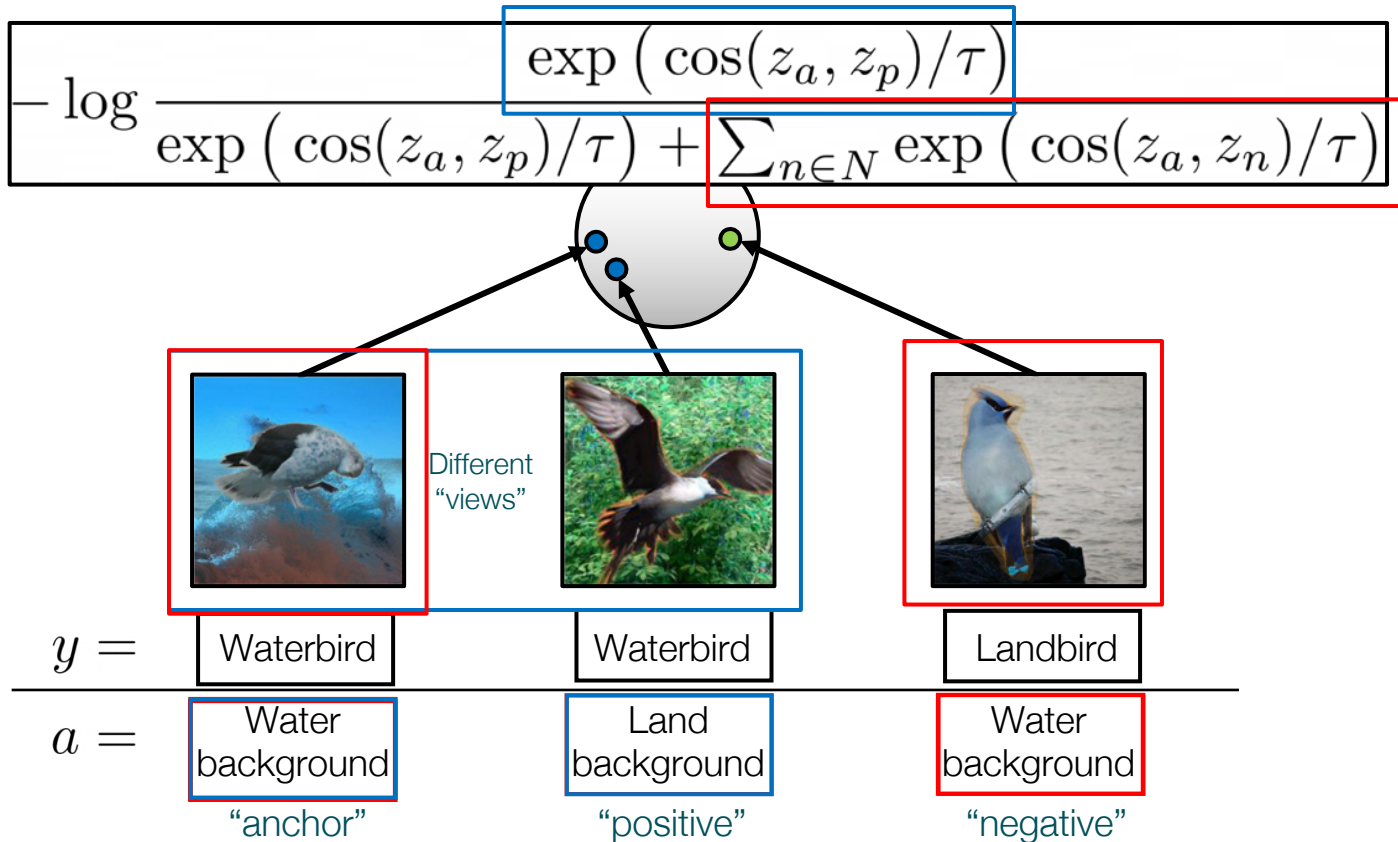 exp ( cos(z_a, z_p)/τ)
− log
exp ( cos(z_a, z_p)/τ) + ∑_{n∈N} exp ( cos(z_a, z_n)/τ)
Different
“views”
y = Waterbird Waterbird Landbird
a = Water background Land background Water background
“anchor” “positive” “negative”